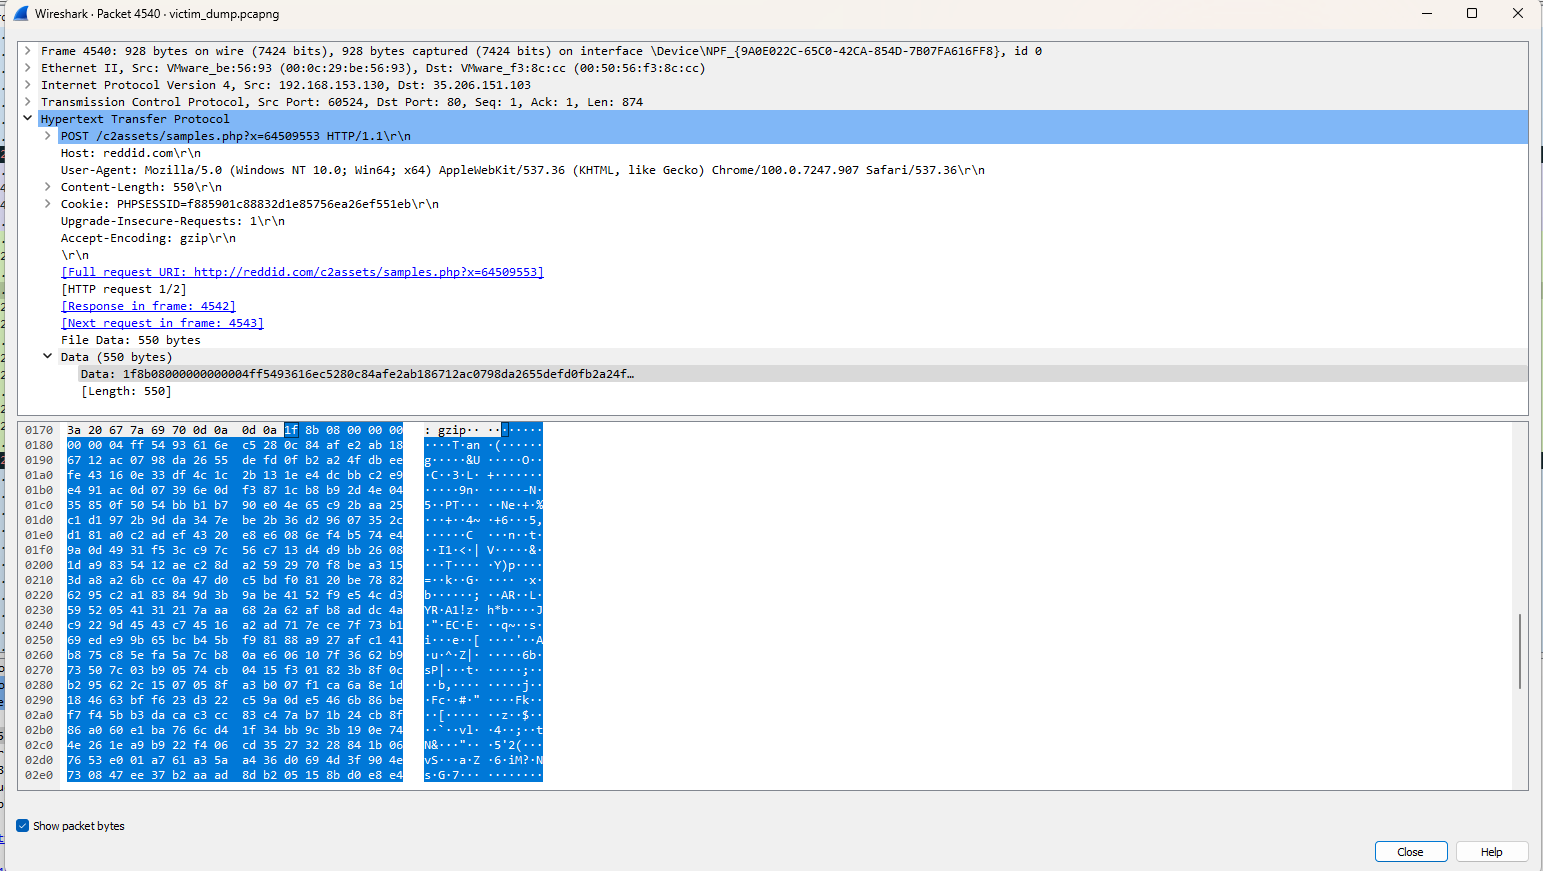 Wireshark · Packet 4540 · victim_dump.pcapng
Frame 4540: 928 bytes on wire (7424 bits), 928 bytes captured (7424 bits) on interface \Device\NPF_{9A0E022C-65C0-42CA-854D-7B07FA616FF8}, id 0
Ethernet II, Src: VMware_be:56:93 (00:0c:29:be:56:93), Dst: VMware_f3:8c:cc (00:50:56:f3:8c:cc)
Internet Protocol Version 4, Src: 192.168.153.130, Dst: 35.206.151.103
Transmission Control Protocol, Src Port: 60524, Dst Port: 80, Seq: 1, Ack: 1, Len: 874
Hypertext Transfer Protocol
POST /c2assets/samples.php?x=64509553 HTTP/1.1\r\n
Host: reddid.com\r\n
User-Agent: Mozilla/5.0 (Windows NT 10.0; Win64; x64) AppleWebKit/537.36 (KHTML, like Gecko) Chrome/100.0.7247.907 Safari/537.36\r\n
Content-Length: 550\r\n
Cookie: PHPSESSID=f885901c88832d1e85756ea26ef551eb\r\n
Upgrade-Insecure-Requests: 1\r\n
Accept-Encoding: gzip\r\n
\r\n
[Full request URI: http://reddid.com/c2assets/samples.php?x=64509553]
[HTTP request 1/2]
[Response in frame: 4542]
[Next request in frame: 4543]
File Data: 550 bytes
Data (550 bytes)
Data: 1f8b08000000000004ff5493616ec5280c84afe2ab186712ac0798da2655defd0fb2a24f…
[Length: 550]
0170 3a 20 67 7a 69 70 0d 0a 0d 0a 1f 8b 08 00 00 00 : gzip·· ········
0180 00 00 04 ff 54 93 61 6e c5 28 0c 84 af e2 ab 18 ····T·an ·(······
0190 67 12 ac 07 98 da 26 55 de fd 0f b2 a2 4f db ee g·····&U ·····O··
01a0 fe 43 16 0e 33 df 4c 1c 2b 13 1e e4 dc bb c2 e9 ·C··3·L· +·······
01b0 e4 91 ac 0d 07 39 6e 0d f3 87 1c b8 b9 2d 4e 04 ·····9n· ·····-N·
01c0 35 85 0f 50 54 bb b1 b7 90 e0 4e 65 c9 2b aa 25 5··PT··· ··Ne·+·%
01d0 c1 d1 97 2b 9d da 34 7e be 2b 36 d2 96 07 35 2c ···+··4~ ·+6···5,
01e0 d1 81 a0 c2 ad ef 43 20 e8 e6 08 6e f4 b5 74 e4 ······C  ···n··t·
01f0 9a 0d 49 31 f5 3c c9 7c 56 c7 13 d4 d9 bb 26 08 ··I1·<·| V·····&·
0200 1d a9 83 54 12 ae c2 8d a2 59 29 70 f8 be a3 15 ···T···· ·Y)p····
0210 3d a8 a2 6b cc 0a 47 d0 c5 bd f0 81 20 be 78 82 =··k··G· ···· ·x·
0220 62 95 c2 a1 83 84 9d 3b 9a be 41 52 f9 e5 4c d3 b······; ··AR··L·
0230 59 52 05 41 31 21 7a aa 68 2a 62 af b8 ad dc 4a YR·A1!z· h*b····J
0240 c9 22 9d 45 43 c7 45 16 a2 ad 71 7e ce 7f 73 b1 ·"·EC·E· ··q~··s·
0250 69 ed e9 9b 65 bc b4 5b f9 81 88 a9 27 af c1 41 i···e··[ ····'··A
0260 b8 75 c8 5e fa 5a 7c b8 0a e6 06 10 7f 36 62 b9 ·u·^·Z|· ·····6b·
0270 73 50 7c 03 b9 05 74 cb 04 15 f3 01 82 3b 8f 0c sP|···t· ·····;··
0280 b2 95 62 2c 15 07 05 8f a3 b0 07 f1 ca 6a 8e 1d ··b,···· ·····j··
0290 18 46 63 bf f6 23 d3 22 c5 9a 0d e5 46 6b 86 be ·Fc··#·" ····Fk··
02a0 f7 f4 5b b3 da ca c3 cc 83 c4 7a b7 1b 24 cb 8f ··[····· ··z··$··
02b0 86 a0 60 e1 ba 76 6c d4 1f 34 bb 9c 3b 19 0e 74 ··`··vl· ·4··;··t
02c0 4e 26 1e a9 b9 22 f4 06 cd 35 27 32 28 84 1b 06 N&···"·· ·5'2(···
02d0 76 53 e0 01 a7 61 a3 5a a4 36 d0 69 4d 3f 90 4e vS···a·Z ·6·iM?·N
02e0 73 08 47 ee 37 b2 aa ad 8d b2 05 15 8b d0 e8 e4 s·G·7··· ········
Show packet bytes
Close Help